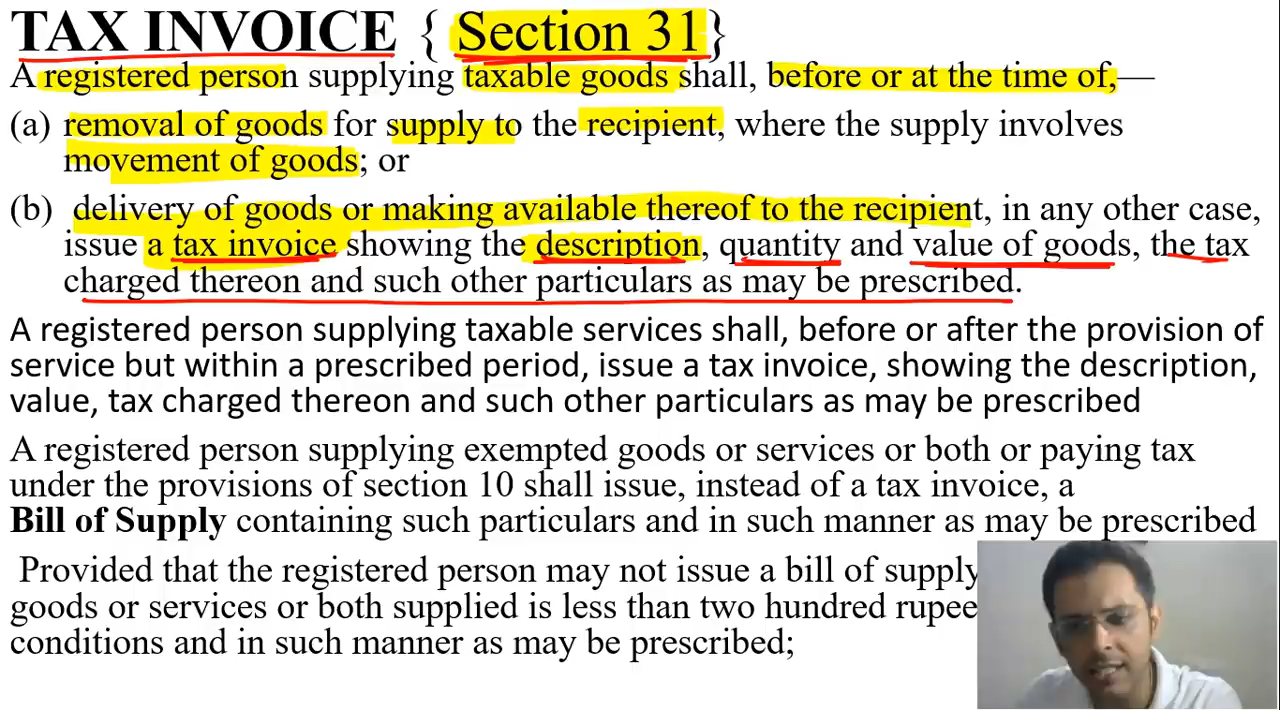 TAX INVOICE { Section 31}
A registered person supplying taxable goods shall, before or at the time of,—
(a) removal of goods for supply to the recipient, where the supply involves
movement of goods; or
(b) delivery of goods or making available thereof to the recipient, in any other case,
issue a tax invoice showing the description, quantity and value of goods, the tax
charged thereon and such other particulars as may be prescribed.
A registered person supplying taxable services shall, before or after the provision of
service but within a prescribed period, issue a tax invoice, showing the description,
value, tax charged thereon and such other particulars as may be prescribed
A registered person supplying exempted goods or services or both or paying tax
under the provisions of section 10 shall issue, instead of a tax invoice, a
Bill of Supply containing such particulars and in such manner as may be prescribed
Provided that the registered person may not issue a bill of supply
goods or services or both supplied is less than two hundred rupee
conditions and in such manner as may be prescribed;